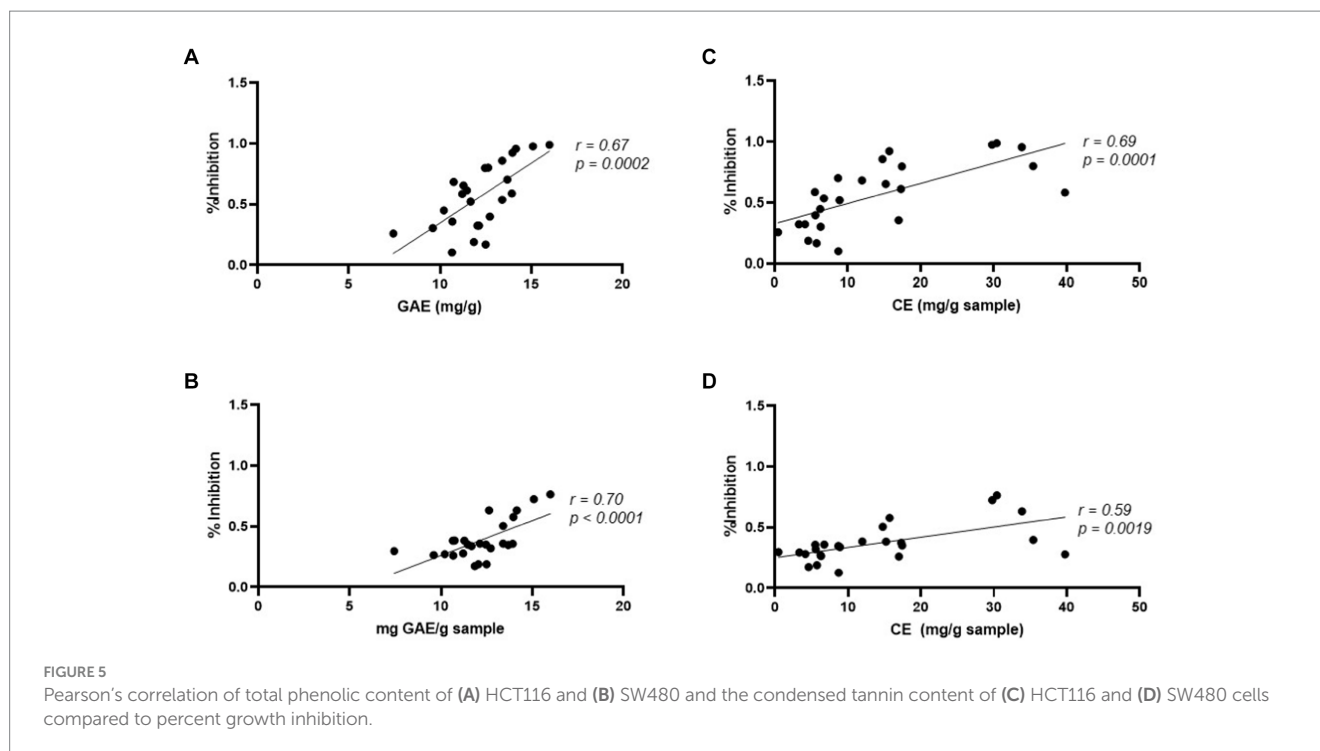 A
1.5
1.0
0.5
0.0
% Inhibition
r = 0.67
p = 0.0002
0 5 10 15 20
GAE (mg/g)
B
1.5
1.0
0.5
0.0
% Inhibition
r = 0.70
p < 0.0001
0 5 10 15 20
mg GAE/g sample
C
1.5
1.0
0.5
0.0
% Inhibition
r = 0.69
p = 0.0001
0 10 20 30 40 50
CE (mg/g sample)
D
1.5
1.0
0.5
0.0
% Inhibition
r = 0.59
p = 0.0019
0 10 20 30 40 50
CE (mg/g sample)
FIGURE 5
Pearson’s correlation of total phenolic content of (A) HCT116 and (B) SW480 and the condensed tannin content of (C) HCT116 and (D) SW480 cells
compared to percent growth inhibition.